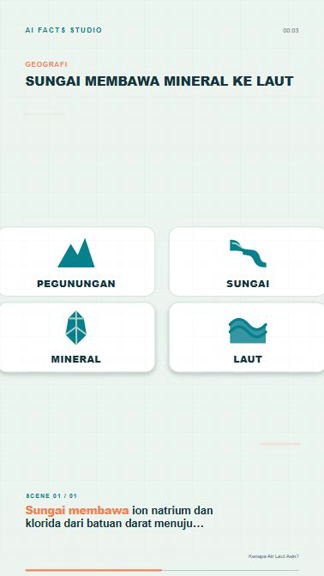 AI FACTS STUDIO
00:03
GEOGRAFI
SUNGAI MEMBAWA MINERAL KE LAUT
PEGUNUNGAN
SUNGAI
MINERAL
LAUT
SCENE 01 / 01
Sungai membawa ion natrium dan
klorida dari batuan darat menuju...
Kenapa Air Laut Asin?